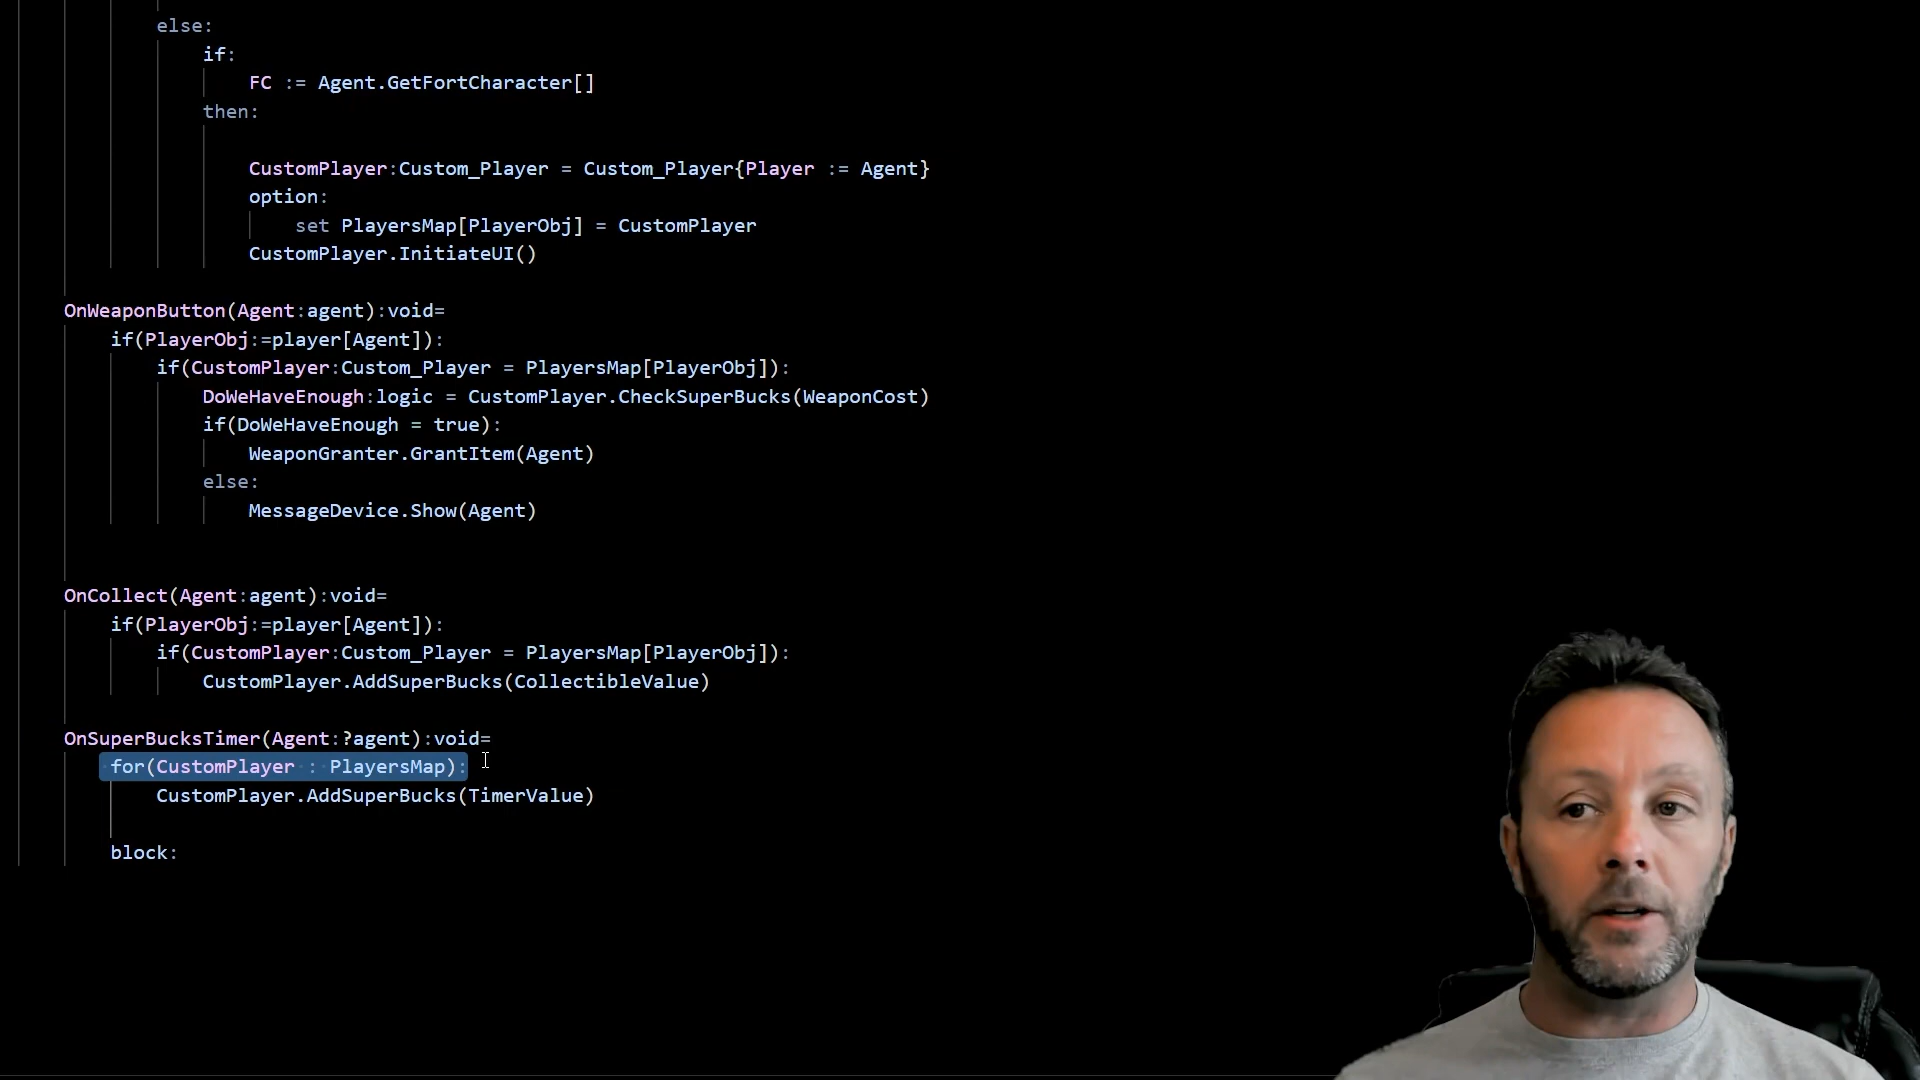 else:
if:
FC := Agent.GetFortCharacter[]
then:
CustomPlayer:Custom_Player = Custom_Player{Player := Agent}
option:
set PlayersMap[PlayerObj] = CustomPlayer
CustomPlayer.InitiateUI()
OnWeaponButton(Agent:agent):void=
if(PlayerObj:=player[Agent]):
if(CustomPlayer:Custom_Player = PlayersMap[PlayerObj]):
DoWeHaveEnough:logic = CustomPlayer.CheckSuperBucks(WeaponCost)
if(DoWeHaveEnough = true):
WeaponGranter.GrantItem(Agent)
else:
MessageDevice.Show(Agent)
OnCollect(Agent:agent):void=
if(PlayerObj:=player[Agent]):
if(CustomPlayer:Custom_Player = PlayersMap[PlayerObj]):
CustomPlayer.AddSuperBucks(CollectibleValue)
OnSuperBucksTimer(Agent:?agent):void=
for(CustomPlayer : PlayersMap):
CustomPlayer.AddSuperBucks(TimerValue)
block: